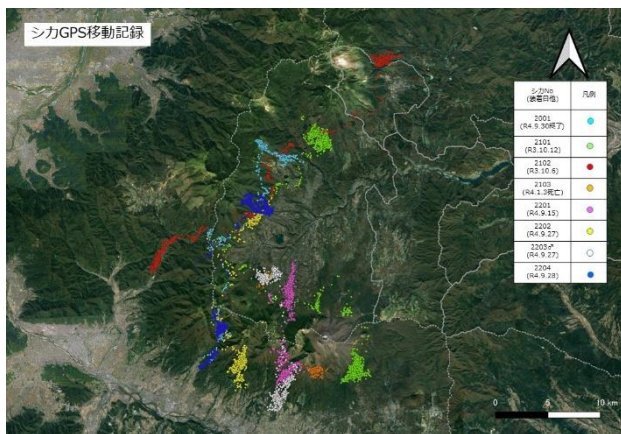 シカGPS移動記録
シカNo
(装着日他)
凡例
2001
(R4.9.30終了)
2101
(R3.10.12)
2102
(R3.10.6)
2103
(R4.1.3死亡)
2201
(R4.9.15)
2202
(R4.9.27)
2203♂
(R4.9.27)
2204
(R4.9.28)
0 5 10 km